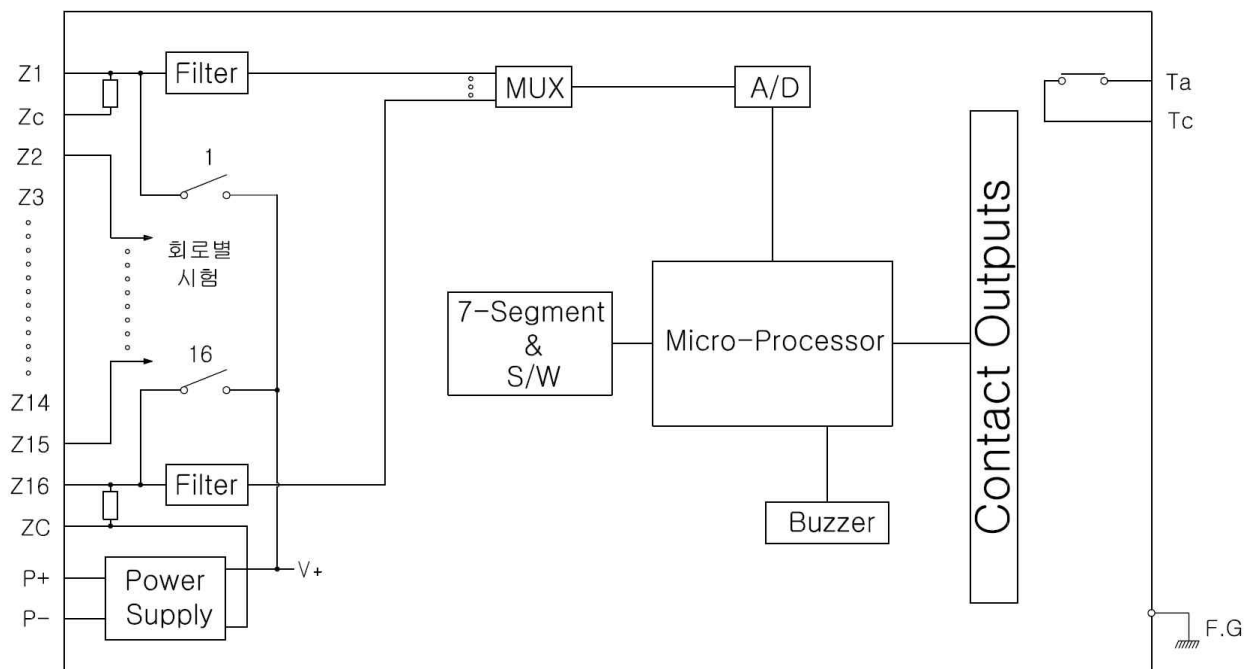 Z1
Zc
Z2
Z3
Z14
Z15
Z16
ZC
P+
P-
Filter
1
회로별
시험
16
Filter
Power
Supply
V+
MUX
A/D
7-Segment
&
S/W
Micro-Processor
Buzzer
Contact Outputs
Ta
Tc
F.G